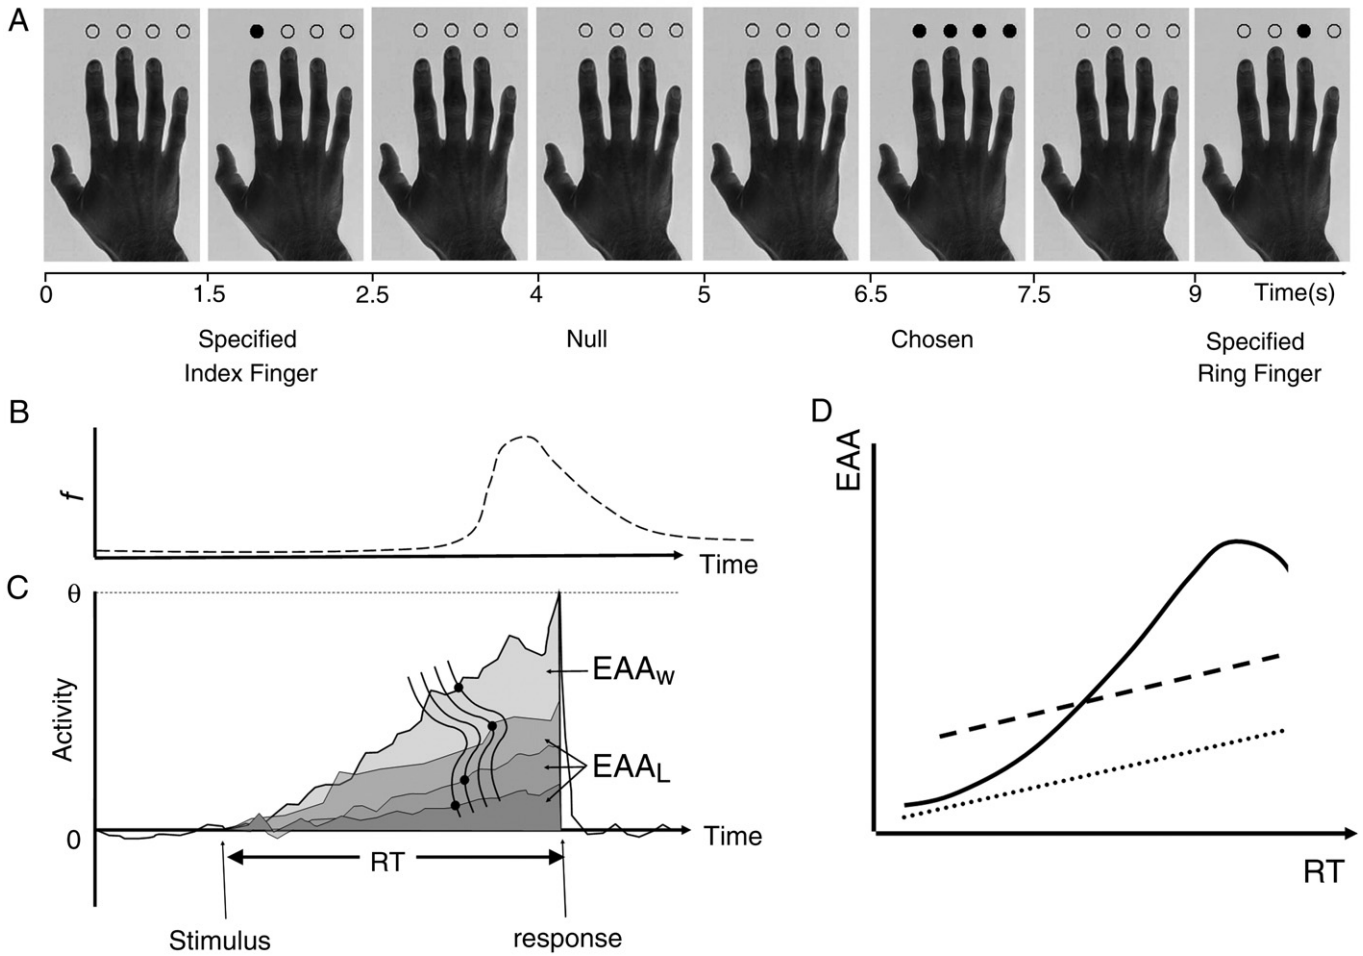 A
0 1.5 2.5 4 5 6.5 7.5 9 Time(s)
Specified
Index Finger
Null
Chosen
Specified
Ring Finger
B
f
Time
C
θ
Activity
0
EAAW
EAAL
Time
RT
Stimulus
response
D
EAA
RT